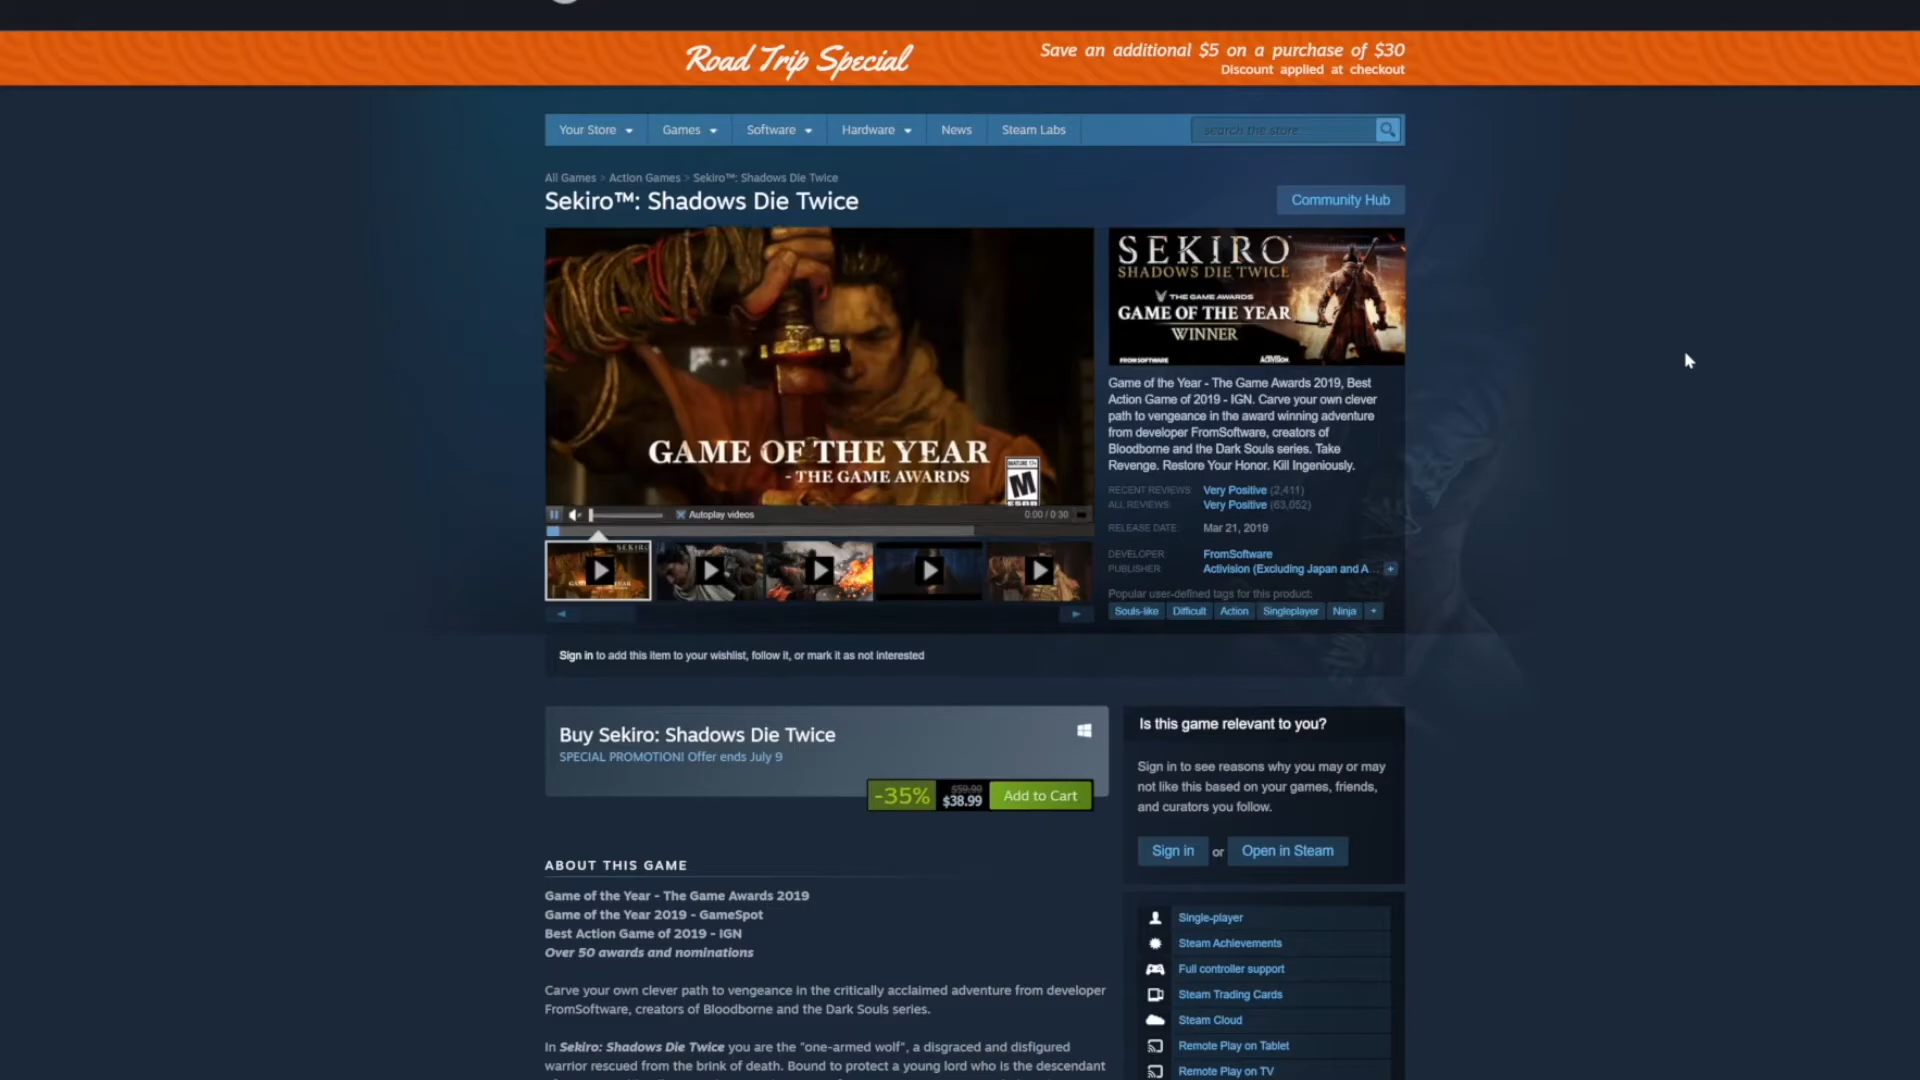 Road Trip Special
Save an additional $5 on a purchase of $30
Discount applied at checkout
Your Store
Games
Software
Hardware
News
Steam Labs
search the store
All Games > Action Games > Sekiro™: Shadows Die Twice
Sekiro™: Shadows Die Twice
Community Hub
GAME OF THE YEAR
- THE GAME AWARDS
MATURE 17+
M
ESRB
Autoplay videos
0:00 / 0:30
SEKIRO
SHADOWS DIE TWICE
THE GAME AWARDS
GAME OF THE YEAR
WINNER
FROMSOFTWARE
ACTIVISION
Game of the Year - The Game Awards 2019, Best
Action Game of 2019 - IGN. Carve your own clever
path to vengeance in the award winning adventure
from developer FromSoftware, creators of
Bloodborne and the Dark Souls series. Take
Revenge. Restore Your Honor. Kill Ingeniously.
RECENT REVIEWS: Very Positive (2,411)
ALL REVIEWS: Very Positive (63,052)
RELEASE DATE: Mar 21, 2019
DEVELOPER: FromSoftware
PUBLISHER: Activision (Excluding Japan and A... +
Popular user-defined tags for this product:
Souls-like Difficult Action Singleplayer Ninja +
SEKIRO
Sign in to add this item to your wishlist, follow it, or mark it as not interested
Buy Sekiro: Shadows Die Twice
SPECIAL PROMOTION! Offer ends July 9
-35% $59.99 $38.99 Add to Cart
Is this game relevant to you?
Sign in to see reasons why you may or may
not like this based on your games, friends,
and curators you follow.
Sign in or Open in Steam
ABOUT THIS GAME
Game of the Year - The Game Awards 2019
Game of the Year 2019 - GameSpot
Best Action Game of 2019 - IGN
Over 50 awards and nominations
Carve your own clever path to vengeance in the critically acclaimed adventure from developer
FromSoftware, creators of Bloodborne and the Dark Souls series.
In Sekiro: Shadows Die Twice you are the "one-armed wolf", a disgraced and disfigured
warrior rescued from the brink of death. Bound to protect a young lord who is the descendant
Single-player
Steam Achievements
Full controller support
Steam Trading Cards
Steam Cloud
Remote Play on Tablet
Remote Play on TV